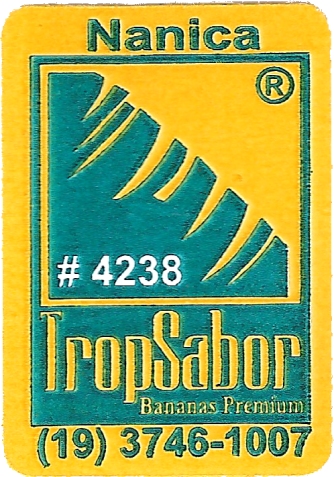 Nanica
®
# 4238
TropSabor
Bananas Premium
(19) 3746-1007